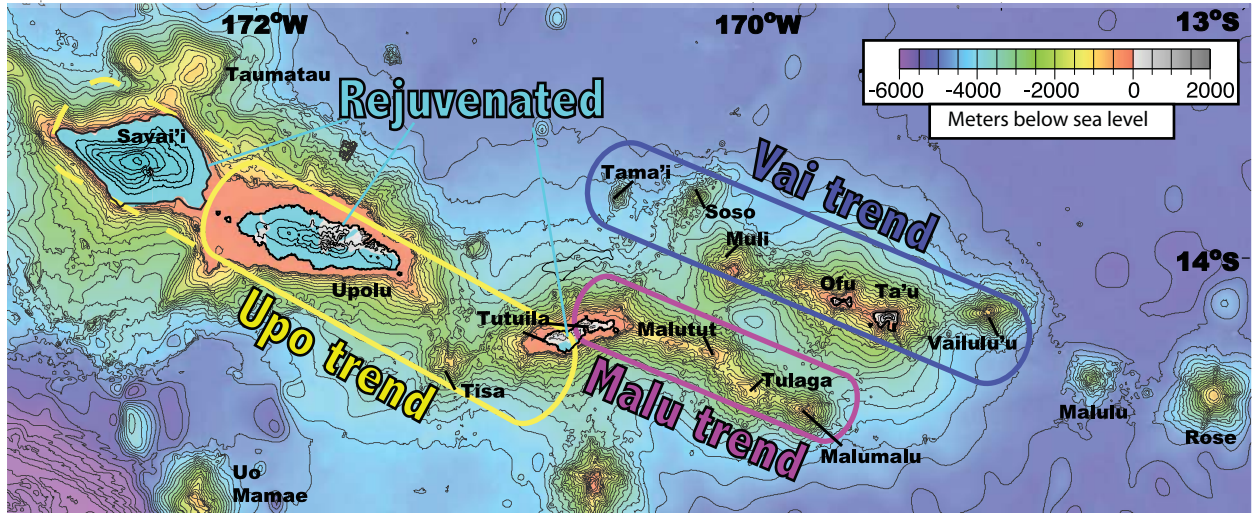 172°W
170°W
13°S
Taumatau
-6000
-4000
-2000
0
2000
Meters below sea level
Rejuvenated
Savai'i
Tama'i
Vai trend
Soso
Muli
14°S
Ofu
Ta'u
Upolu
Upo trend
Tutuila
Malutut
Vailulu'u
Tisa
Malu trend
Tulaga
Malulu
Rose
Malumalu
Uo
Mamae